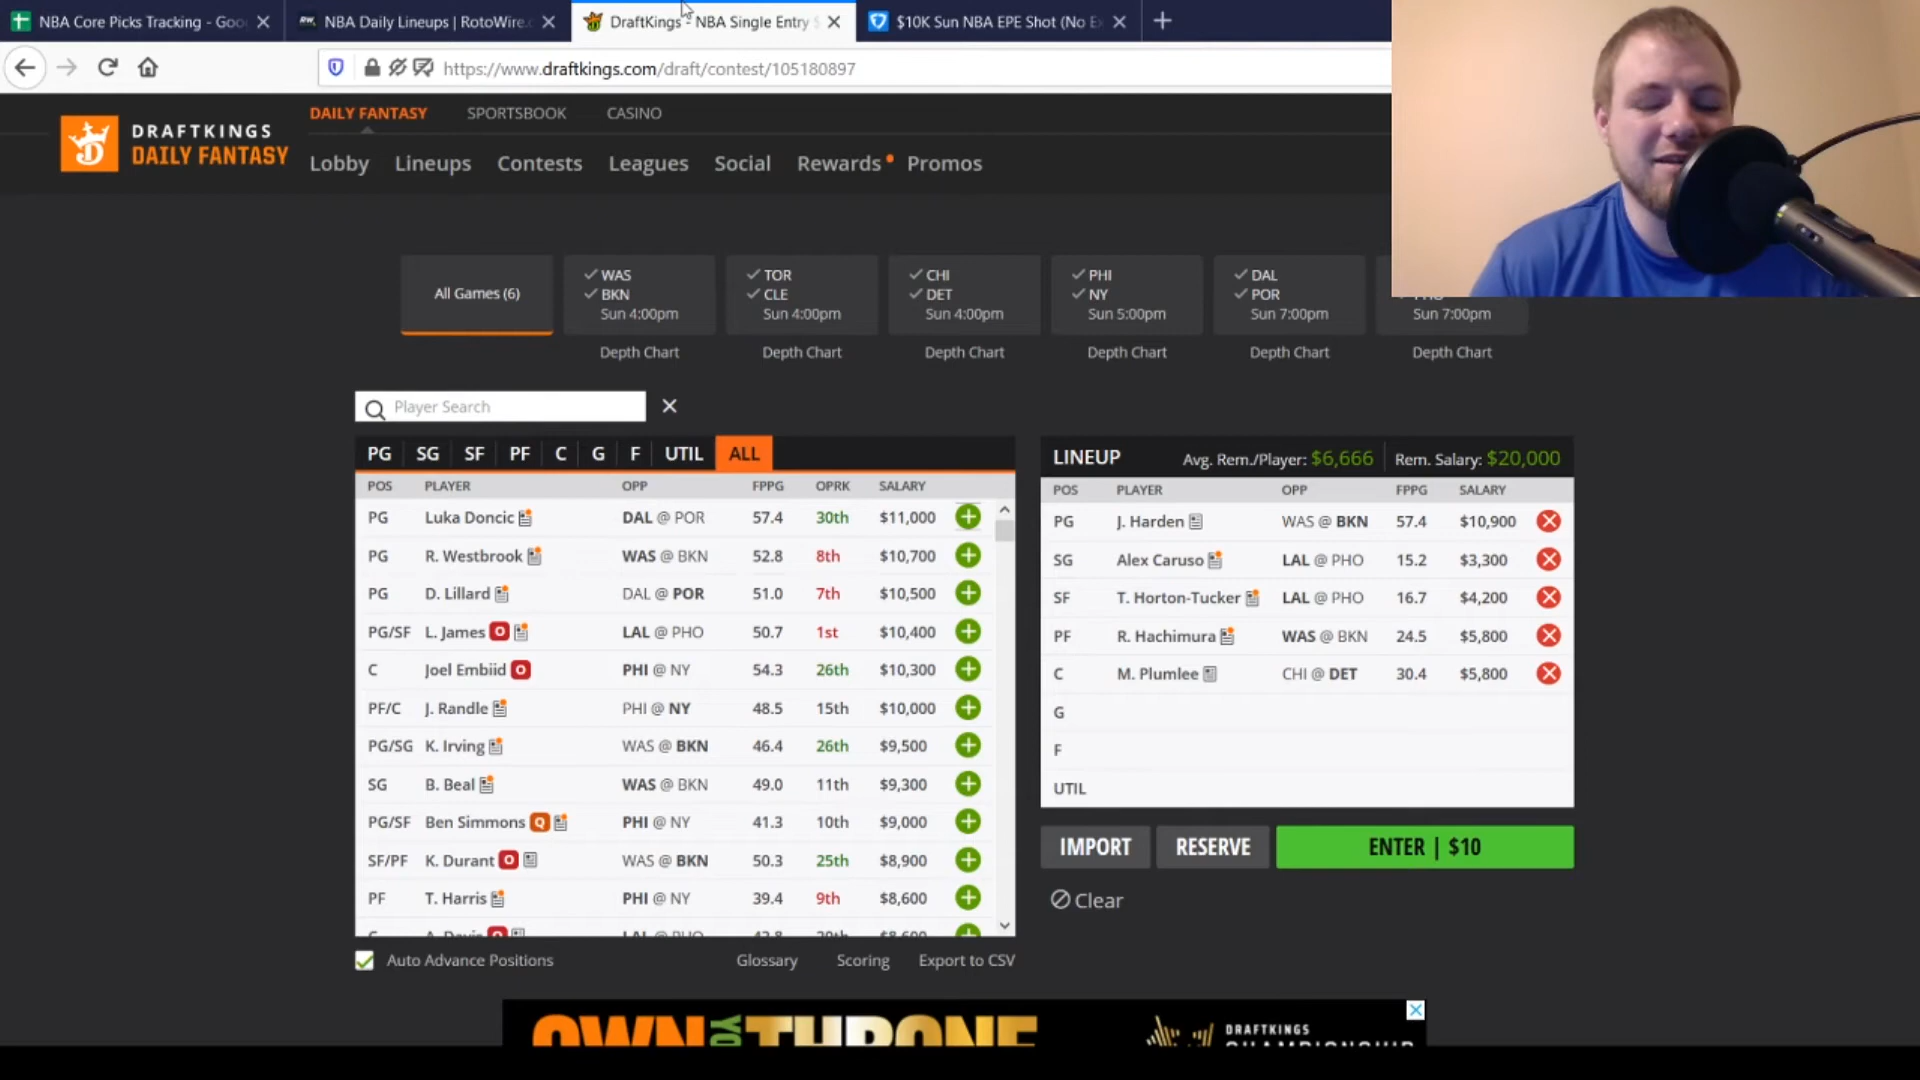 NBA Core Picks Tracking - Goo
NBA Daily Lineups | RotoWire.c
DraftKings - NBA Single Entry $
$10K Sun NBA EPE Shot (No Ex
https://www.draftkings.com/draft/contest/105180897
DRAFTKINGS
DAILY FANTASY
DAILY FANTASY SPORTSBOOK CASINO
Lobby Lineups Contests Leagues Social Rewards Promos
All Games (6)
WAS
BKN
Sun 4:00pm
Depth Chart
TOR
CLE
Sun 4:00pm
Depth Chart
CHI
DET
Sun 4:00pm
Depth Chart
PHI
NY
Sun 5:00pm
Depth Chart
DAL
POR
Sun 7:00pm
Depth Chart
Sun 7:00pm
Depth Chart
Player Search
PG SG SF PF C G F UTIL ALL
POS PLAYER OPP FPPG OPRK SALARY
PG Luka Doncic DAL @ POR 57.4 30th $11,000
PG R. Westbrook WAS @ BKN 52.8 8th $10,700
PG D. Lillard DAL @ POR 51.0 7th $10,500
PG/SF L. James O LAL @ PHO 50.7 1st $10,400
C Joel Embiid O PHI @ NY 54.3 26th $10,300
PF/C J. Randle PHI @ NY 48.5 15th $10,000
PG/SG K. Irving WAS @ BKN 46.4 26th $9,500
SG B. Beal WAS @ BKN 49.0 11th $9,300
PG/SF Ben Simmons Q PHI @ NY 41.3 10th $9,000
SF/PF K. Durant O WAS @ BKN 50.3 25th $8,900
PF T. Harris PHI @ NY 39.4 9th $8,600
Auto Advance Positions
Glossary Scoring Export to CSV
LINEUP Avg. Rem./Player: $6,666 Rem. Salary: $20,000
POS PLAYER OPP FPPG SALARY
PG J. Harden WAS @ BKN 57.4 $10,900
SG Alex Caruso LAL @ PHO 15.2 $3,300
SF T. Horton-Tucker LAL @ PHO 16.7 $4,200
PF R. Hachimura WAS @ BKN 24.5 $5,800
C M. Plumlee CHI @ DET 30.4 $5,800
G
F
UTIL
IMPORT RESERVE ENTER | $10
Clear
OWN YO THRONE
DRAFTKINGS